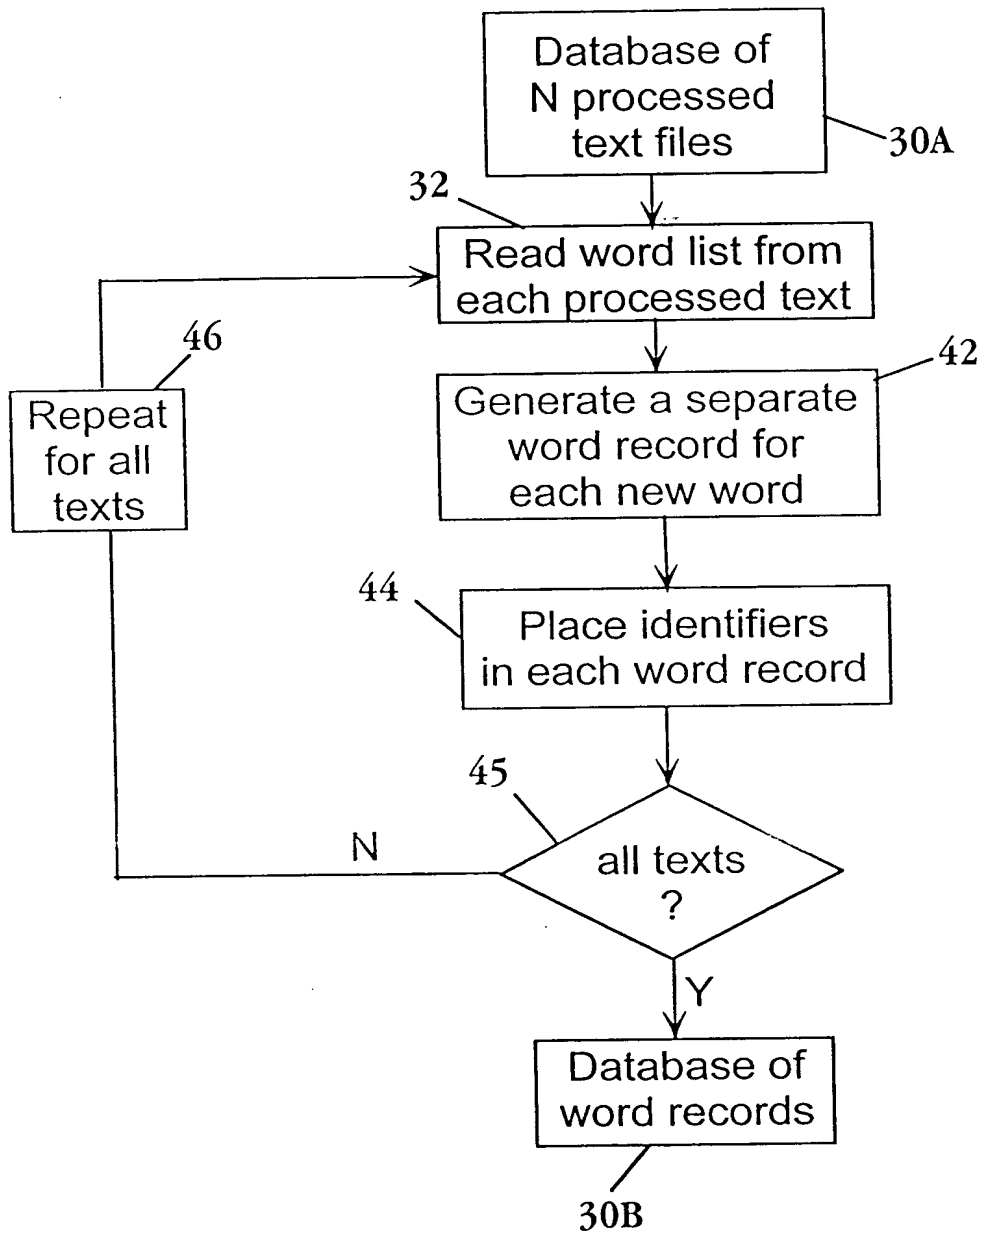 Database of
N processed
text files
30A
32
Read word list from
each processed text
46
Repeat
for all
texts
42
Generate a separate
word record for
each new word
44
Place identifiers
in each word record
45
all texts
?
N
Y
Database of
word records
30B